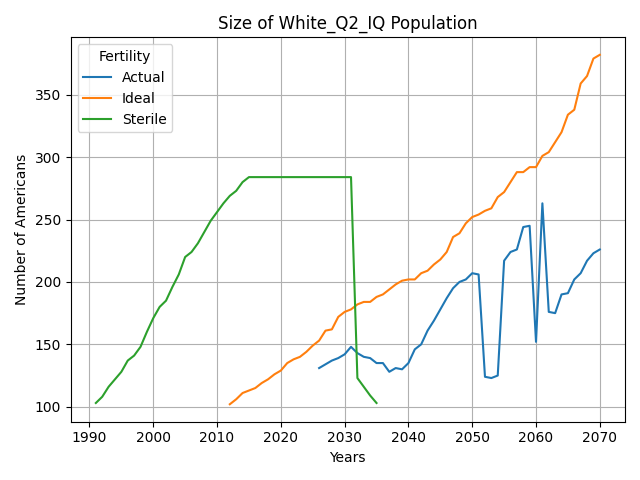 Size of White_Q2_IQ Population
Fertility
Actual
Ideal
Sterile
Number of Americans
350
300
250
200
150
100
1990 2000 2010 2020 2030 2040 2050 2060 2070
Years